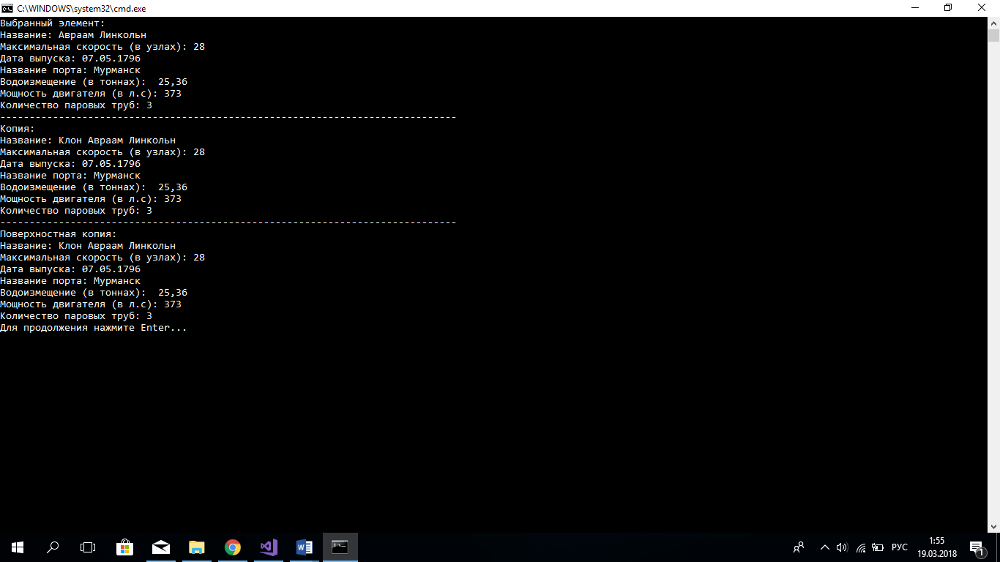 C:\WINDOWS\system32\cmd.exe
Выбранный элемент:
Название: Авраам Линкольн
Максимальная скорость (в узлах): 28
Дата выпуска: 07.05.1796
Название порта: Мурманск
Водоизмещение (в тоннах):  25,36
Мощность двигателя (в л.с): 373
Количество паровых труб: 3
------------------------------------------------------------------------------
Копия:
Название: Клон Авраам Линкольн
Максимальная скорость (в узлах): 28
Дата выпуска: 07.05.1796
Название порта: Мурманск
Водоизмещение (в тоннах):  25,36
Мощность двигателя (в л.с): 373
Количество паровых труб: 3
------------------------------------------------------------------------------
Поверхностная копия:
Название: Клон Авраам Линкольн
Максимальная скорость (в узлах): 28
Дата выпуска: 07.05.1796
Название порта: Мурманск
Водоизмещение (в тоннах):  25,36
Мощность двигателя (в л.с): 373
Количество паровых труб: 3
Для продолжения нажмите Enter...
РУС
1:55
19.03.2018
1